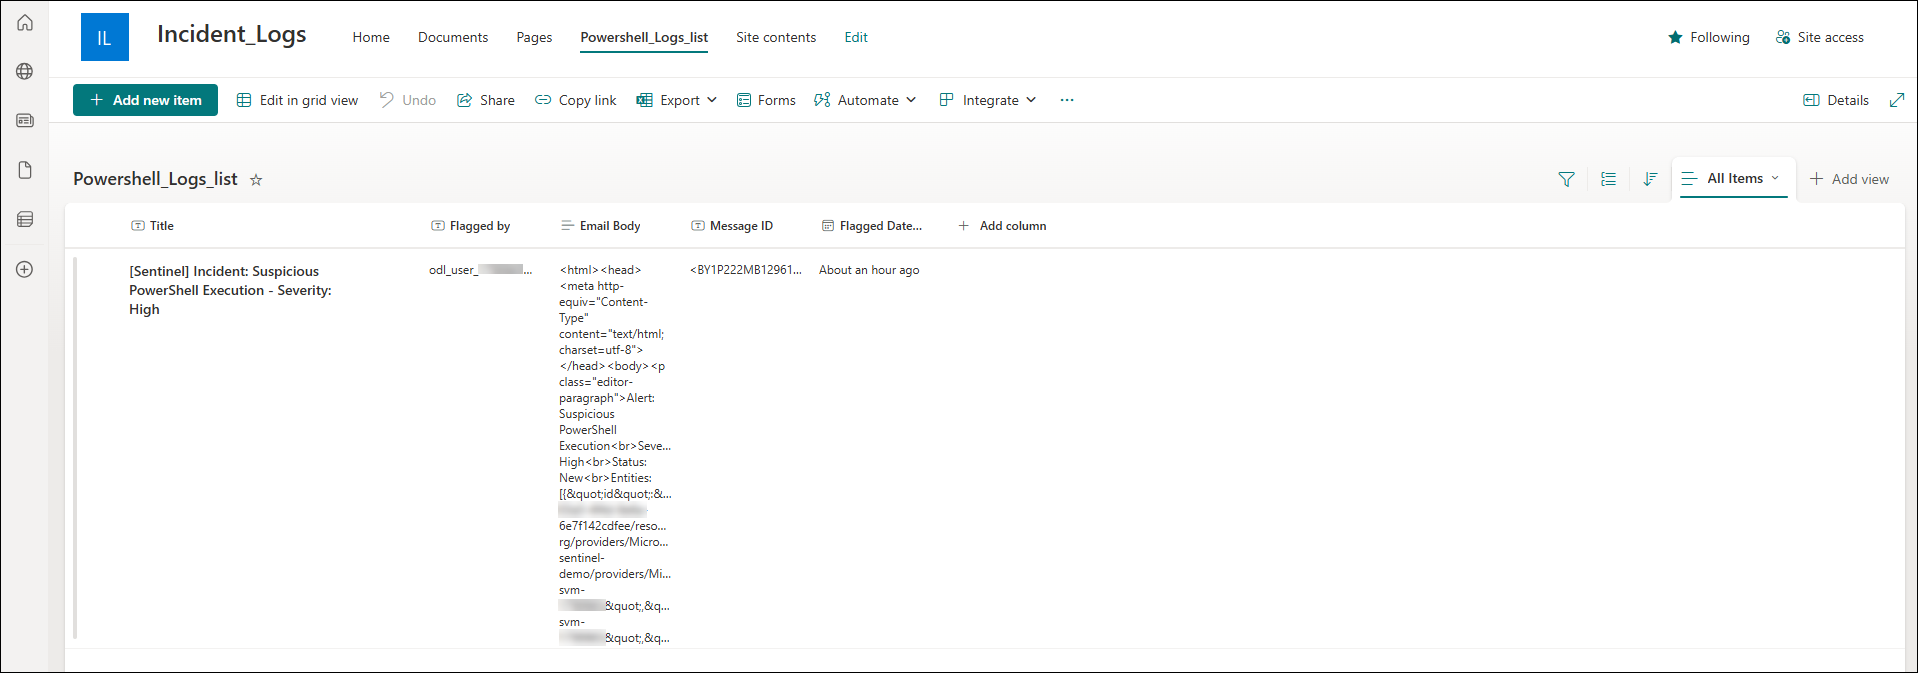 IL
Incident_Logs
Home
Documents
Pages
Powershell_Logs_list
Site contents
Edit
Following
Site access
Add new item
Edit in grid view
Undo
Share
Copy link
Export
Forms
Automate
Integrate
...
Details
Powershell_Logs_list
All Items
Add view
Title
Flagged by
Email Body
Message ID
Flagged Date...
Add column
[Sentinel] Incident: Suspicious
PowerShell Execution - Severity:
High
odl_user_ ...
<html><head>
<meta http-
equiv="Content-
Type"
content="text/html;
charset=utf-8">
</head><body><p
class="editor-
paragraph">Alert:
Suspicious
PowerShell
Execution<br>Seve...
High<br>Status:
New<br>Entities:
[{&quot;id&quot;:&...
6e7f142cdfee/reso...
rg/providers/Micro...
sentinel-
demo/providers/Mi...
svm-
&quot;,&q...
svm-
&quot;,&q...
<BY1P222MB12961...
About an hour ago